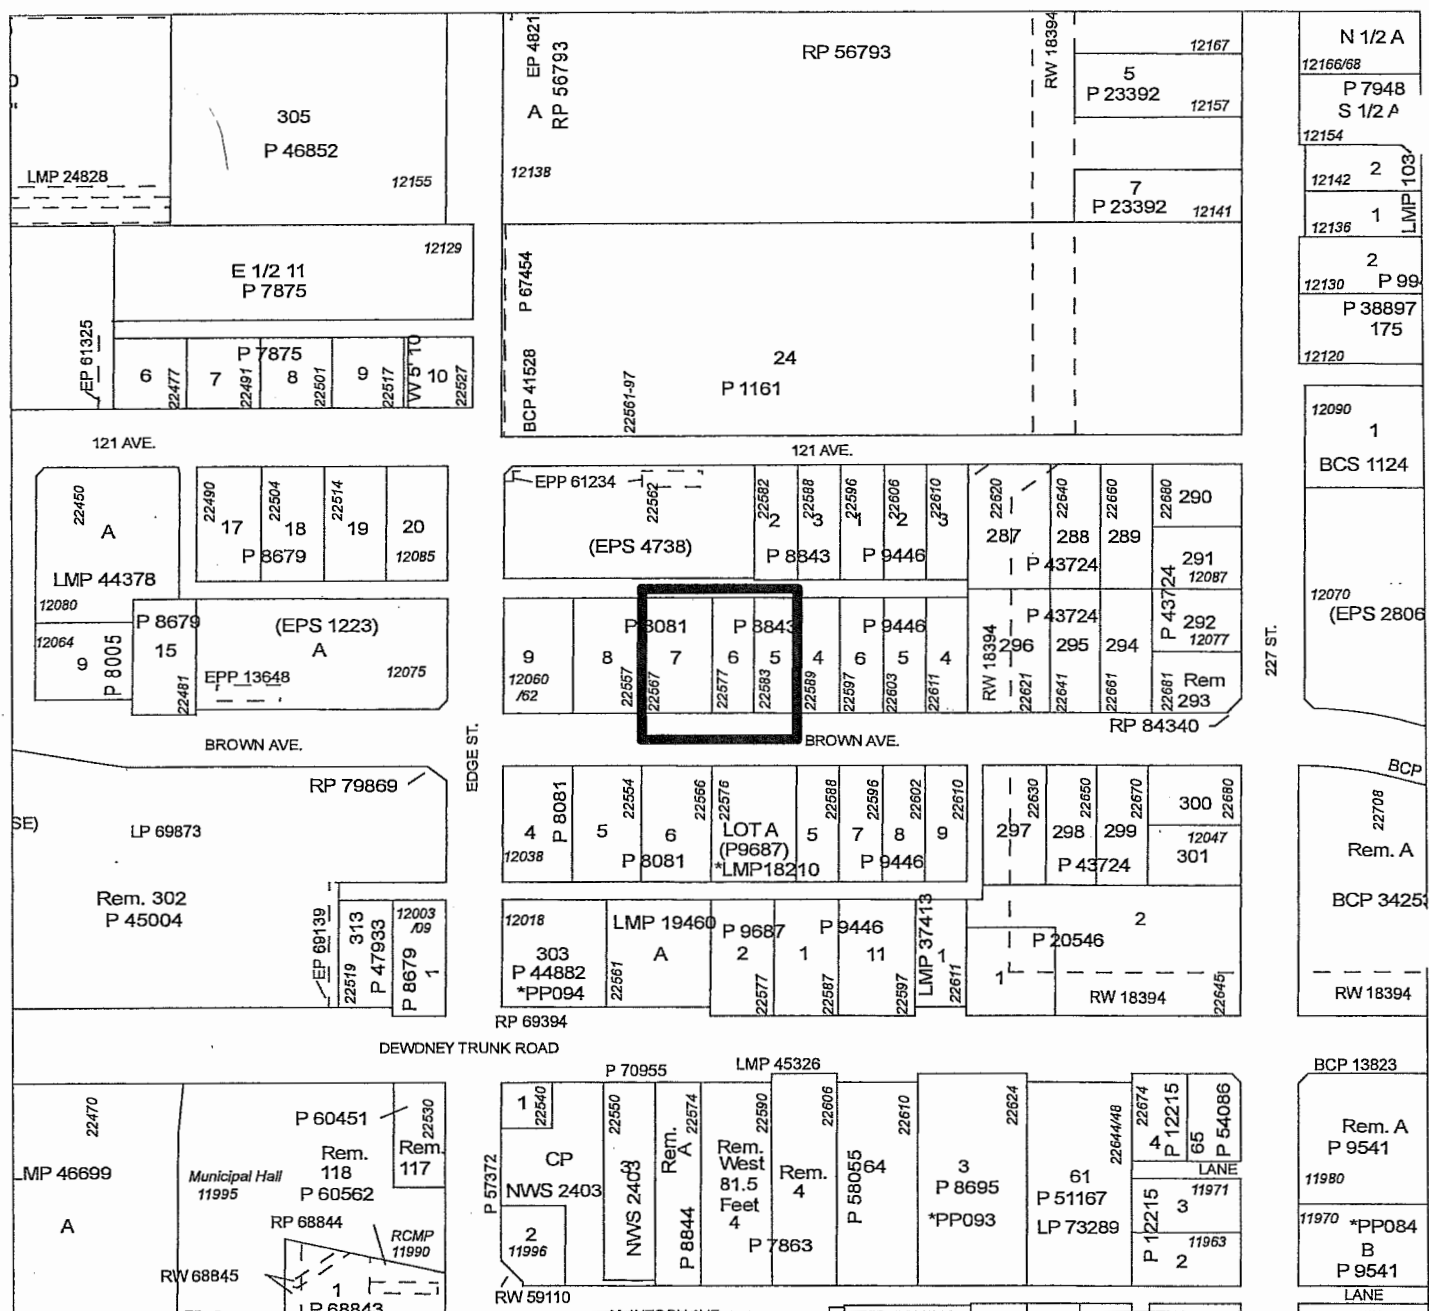 EP 4821
RP 56793
A
RP 56793
RW 18394
12167
5
P 23392
12157
N 1/2 A
12166/68
P 7948
S 1/2 A
12154
305
P 46852
12155
LMP 24828
12138
7
P 23392
12141
12142
2
LMP 103
12136
1
12129
E 1/2 11
P 7875
P 67454
2
12130
P 99
P 38897
175
12120
EP 61325
P 7875
6
22477
7
22491
8
22501
9
22517
W 5' 10
10
22527
BCP 41528
24
P 1161
22561-97
12090
1
BCS 1124
121 AVE.
121 AVE.
22450
A
LMP 44378
12080
22490
17
22504
18
22514
19
20
P 8679
12085
EPP 61234
22562
(EPS 4738)
22582
2
22588
3
P 8843
22596
1
22606
2
22610
3
P 9446
22620
287
22640
288
22660
289
P 43724
22680
290
291
12087
P 43724
292
12077
12070
(EPS 2806
12064
9
P 8005
P 8679
15
22481
(EPS 1223)
A
EPP 13648
12075
9
12060
/62
8
22557
P 8081
7
22567
P 8843
6
22577
5
22583
4
22589
P 9446
6
22597
5
22603
4
22611
RW 18394
P 43724
296
22621
295
22641
294
22661
22681
Rem
293
227 ST.
RP 84340
BROWN AVE.
EDGE ST.
BROWN AVE.
BCP
RP 79869
SE)
LP 69873
Rem. 302
P 45004
4
P 8081
12038
5
22554
6
22566
P 8081
22576
LOT A
(P9687)
*LMP18210
5
22588
7
22596
8
22602
9
22610
P 9446
297
22630
298
22650
299
22670
P 43724
300
22680
12047
301
22708
Rem. A
BCP 3425
EP 69139
313
22519
P 47933
12003
/09
P 8679
1
12018
303
P 44882
*PP094
LMP 19460
A
22561
P 9687
2
22577
P 9446
1
22587
11
22597
LMP 37413
1
22611
2
P 20546
1
RW 18394
22645
RW 18394
RP 69394
DEWDNEY TRUNK ROAD
P 70955
LMP 45326
BCP 13823
22470
LMP 46699
A
P 60451
22530
Rem.
117
Rem.
118
P 60562
Municipal Hall
11995
RP 68844
RCMP
11990
RW 68845
1
P 68843
P 57372
1
22540
CP
NWS 2403
2
11996
RW 59110
22550
NWS 2403
Rem.
A
22574
P 8844
22590
Rem.
West
81.5
Feet
4
P 7863
22606
Rem.
4
22610
P 58055
64
22624
3
P 8695
*PP093
22644/48
61
P 51167
LP 73289
22674
4
P 12215
65
P 54086
LANE
P 12215
11971
3
11963
2
Rem. A
P 9541
11980
11970
*PP084
B
P 9541
LANE